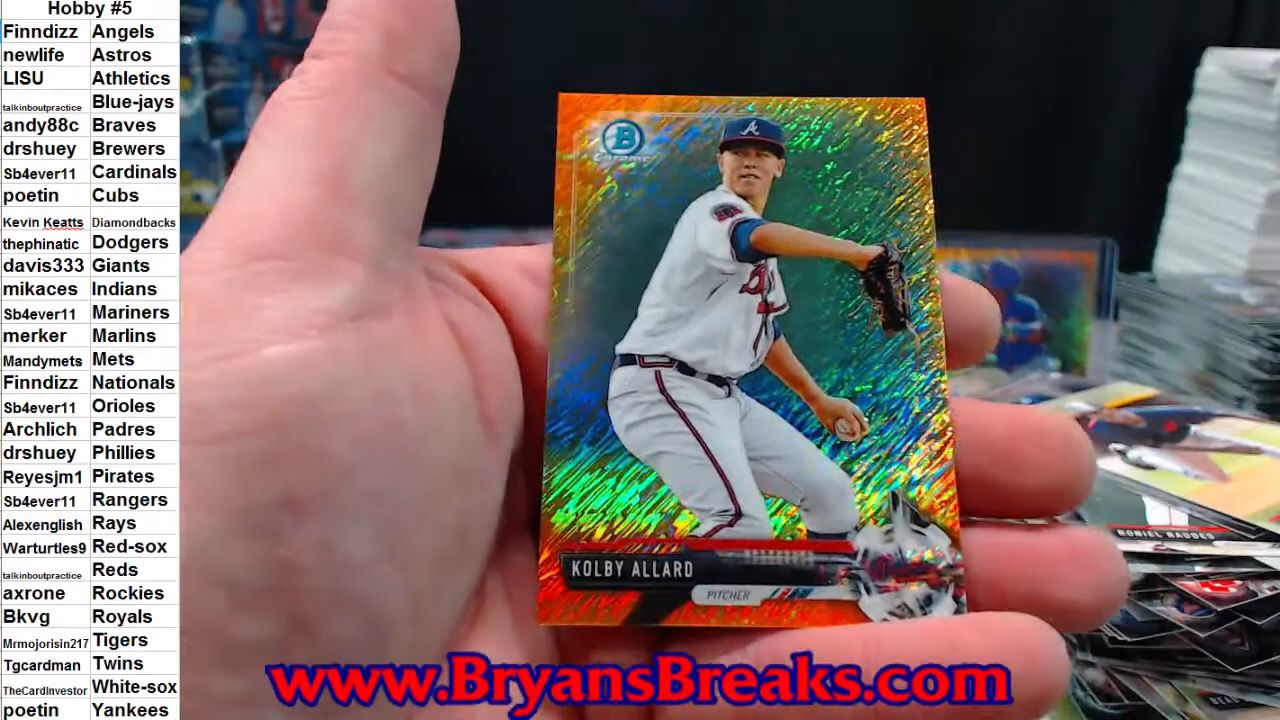 Hobby #5
Finndizz Angels
newlife Astros
LISU Athletics
talkinboutpractice Blue-jays
andy88c Braves
drshuey Brewers
Sb4ever11 Cardinals
poetin Cubs
Kevin Keatts Diamondbacks
thephinatic Dodgers
davis333 Giants
mikaces Indians
Sb4ever11 Mariners
merker Marlins
Mandymets Mets
Finndizz Nationals
Sb4ever11 Orioles
Archlich Padres
drshuey Phillies
Reyesjm1 Pirates
Sb4ever11 Rangers
Alexenglish Rays
Warturtles9 Red-sox
talkinboutpractice Reds
axrone Rockies
Bkvg Royals
Mrmojorisin217 Tigers
Tgcardman Twins
TheCardInvestor White-sox
poetin Yankees
B
Chrome
A
KOLBY ALLARD
PITCHER
www.BryansBreaks.com